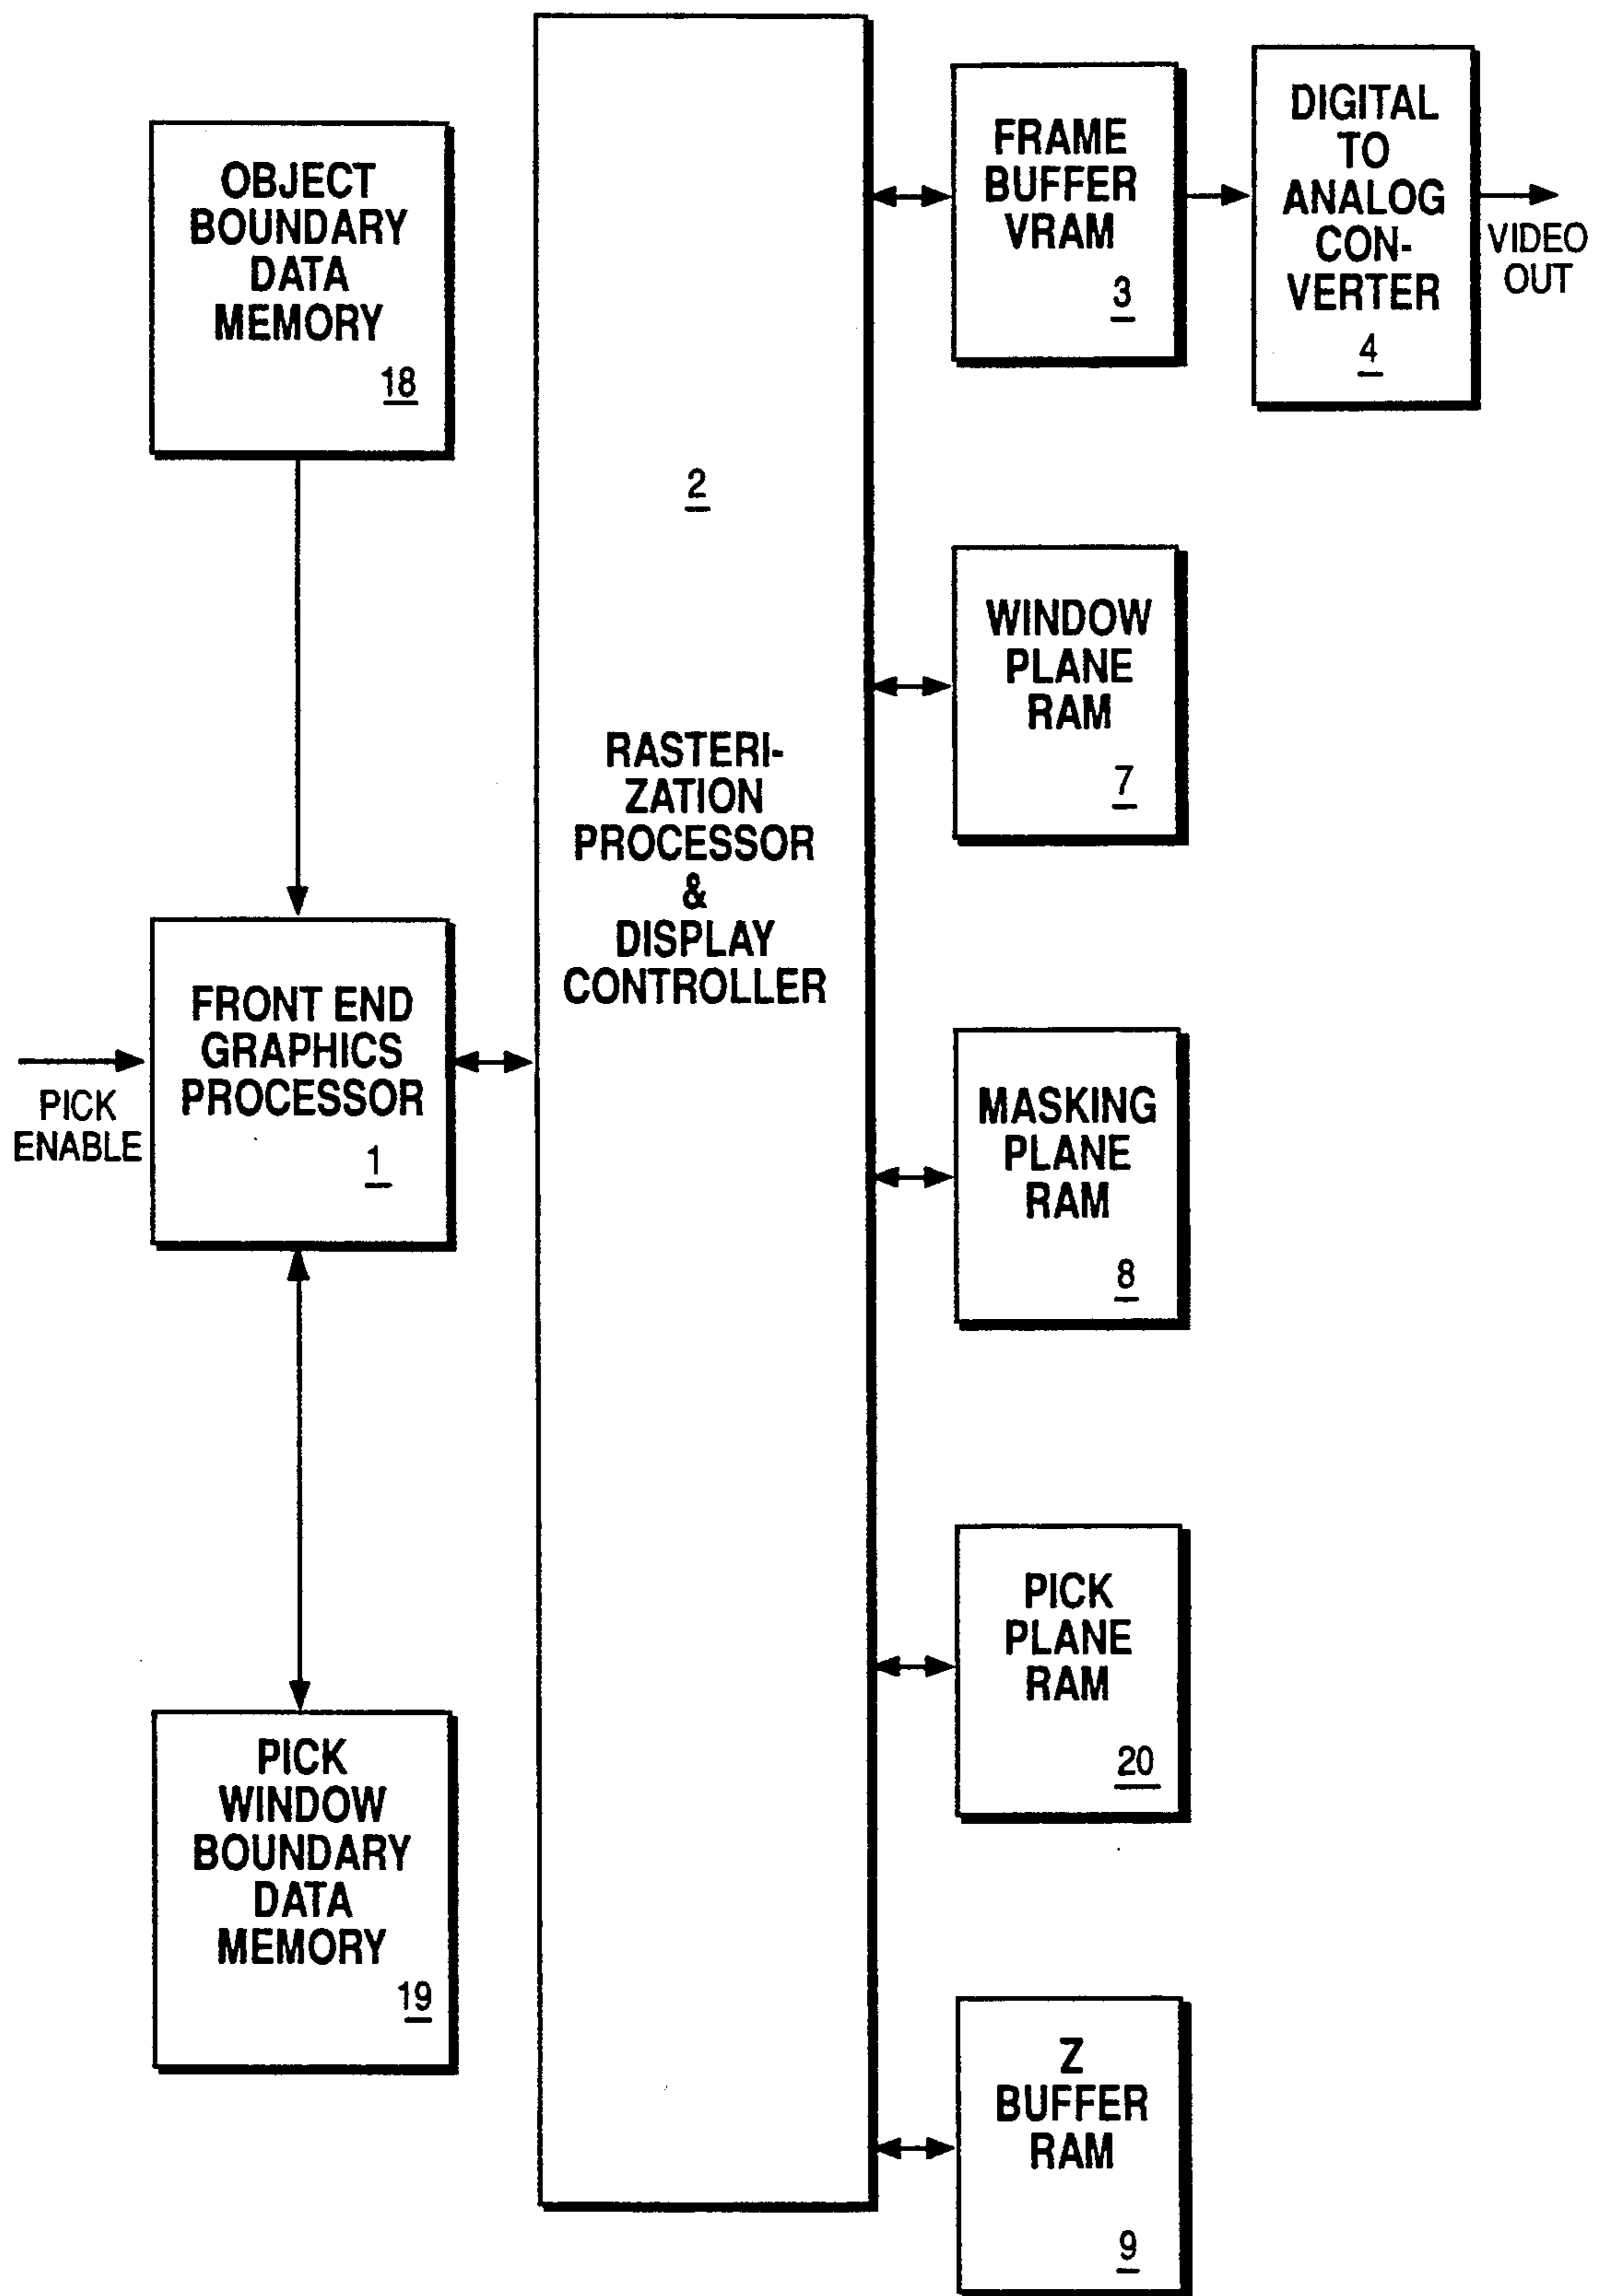 OBJECT
BOUNDARY
DATA
MEMORY
18
PICK
ENABLE
FRONT END
GRAPHICS
PROCESSOR
1
PICK
WINDOW
BOUNDARY
DATA
MEMORY
19
2
RASTERI-
ZATION
PROCESSOR
&
DISPLAY
CONTROLLER
FRAME
BUFFER
VRAM
3
DIGITAL
TO
ANALOG
CON-
VERTER
4
VIDEO
OUT
WINDOW
PLANE
RAM
7
MASKING
PLANE
RAM
8
PICK
PLANE
RAM
20
Z
BUFFER
RAM
9